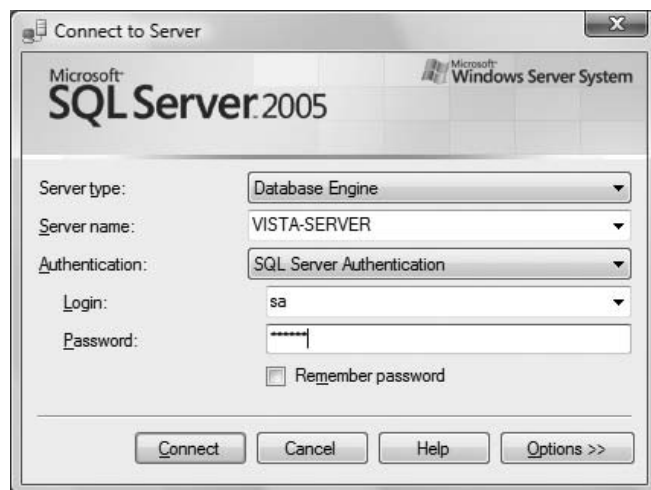 Connect to Server
Microsoft
SQL Server 2005
Microsoft
Windows Server System
Server type: Database Engine
Server name: VISTA-SERVER
Authentication: SQL Server Authentication
Login: sa
Password: ******
Remember password
Connect Cancel Help Options >>